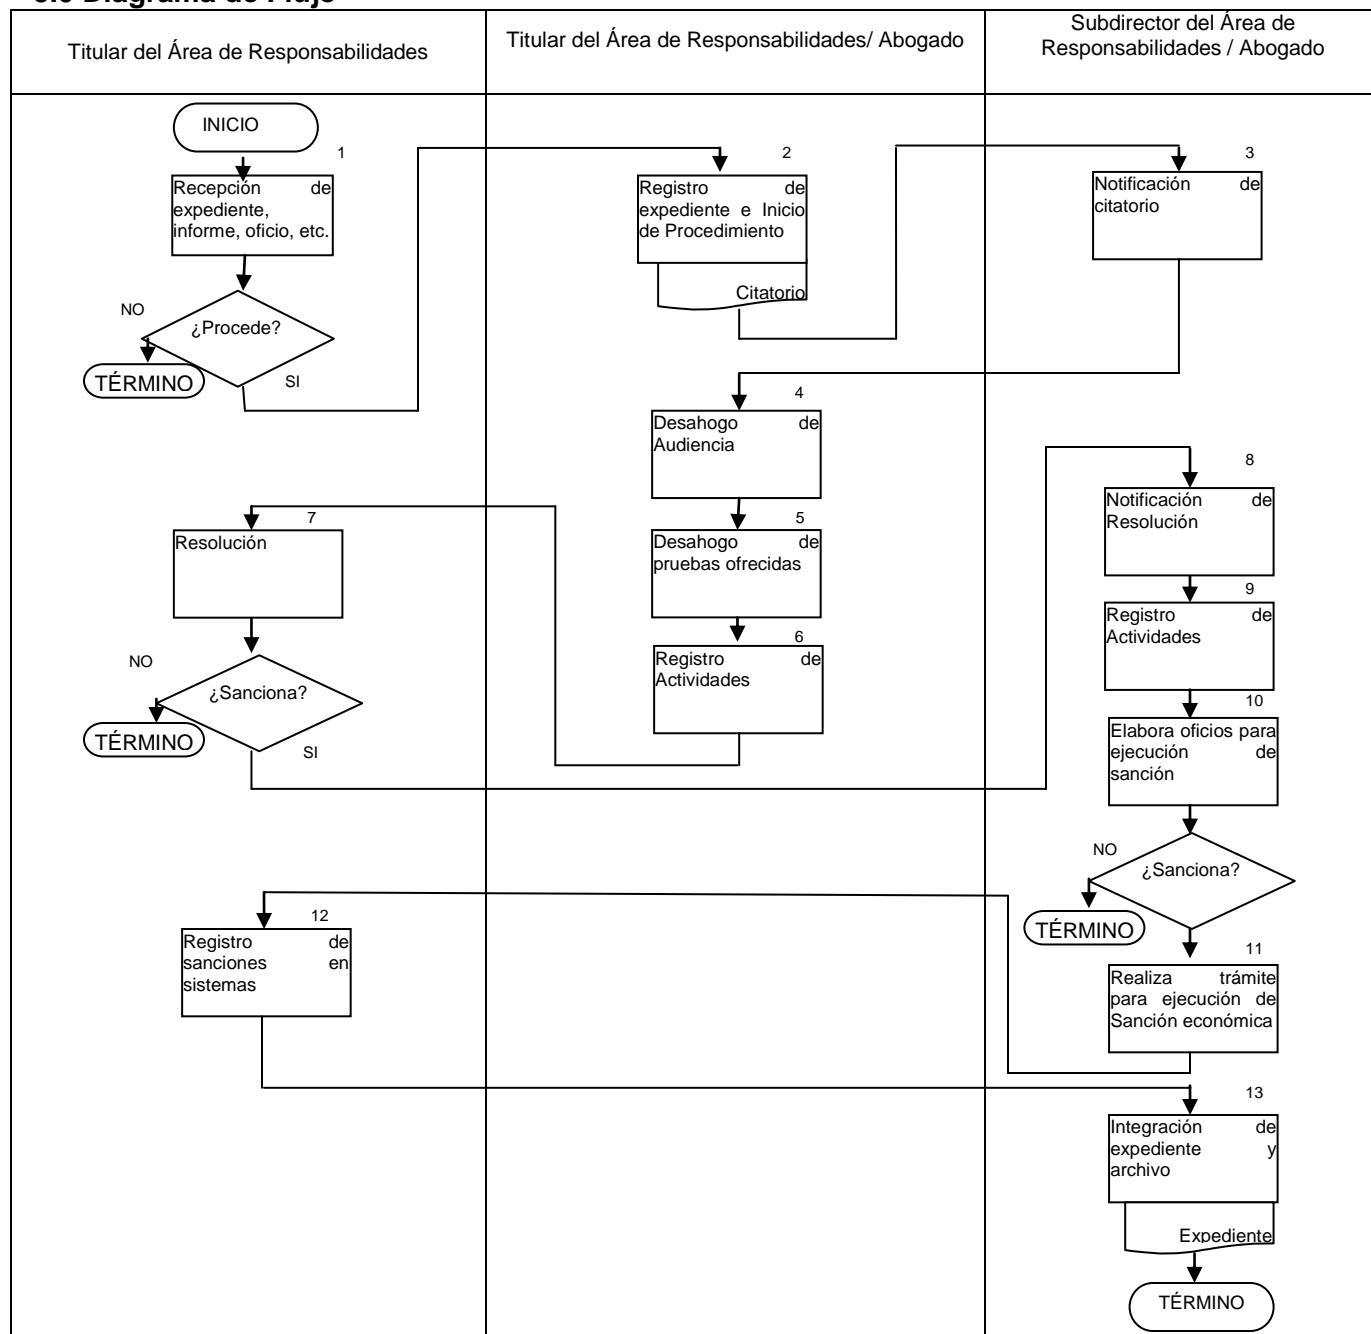 5.0 Diagrama de Flujo
Titular del Área de Responsabilidades
Titular del Área de Responsabilidades/ Abogado
Subdirector del Área de
Responsabilidades / Abogado
INICIO
1
Recepción de
expediente,
informe, oficio, etc.
¿Procede?
NO
TÉRMINO
SI
2
Registro de
expediente e Inicio
de Procedimiento
Citatorio
3
Notificación de
citatorio
4
Desahogo de
Audiencia
5
Desahogo de
pruebas ofrecidas
6
Registro de
Actividades
7
Resolución
¿Sanciona?
NO
TÉRMINO
SI
8
Notificación de
Resolución
9
Registro de
Actividades
10
Elabora oficios para
ejecución de
sanción
¿Sanciona?
NO
TÉRMINO
11
Realiza trámite
para ejecución de
Sanción económica
12
Registro de
sanciones en
sistemas
13
Integración de
expediente y
archivo
Expediente
TÉRMINO